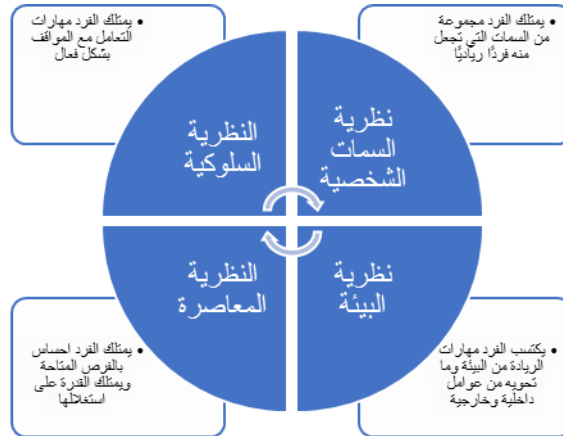 يمتلك الفرد مجموعة
من السمات التي تجعل
منه فردًا رياديًا
نظرية
السمات
الشخصية
يمتلك الفرد مهارات
التعامل مع المواقف
بشكل فعال
النظرية
السلوكية
نظرية
البيئة
يكتسب الفرد مهارات
الريادة من البيئة وما
تحويه من عوامل
داخلية وخارجية
النظرية
المعاصرة
يمتلك الفرد احساس
بالفرص المتاحة
ويمتلك القدرة على
استغلالها